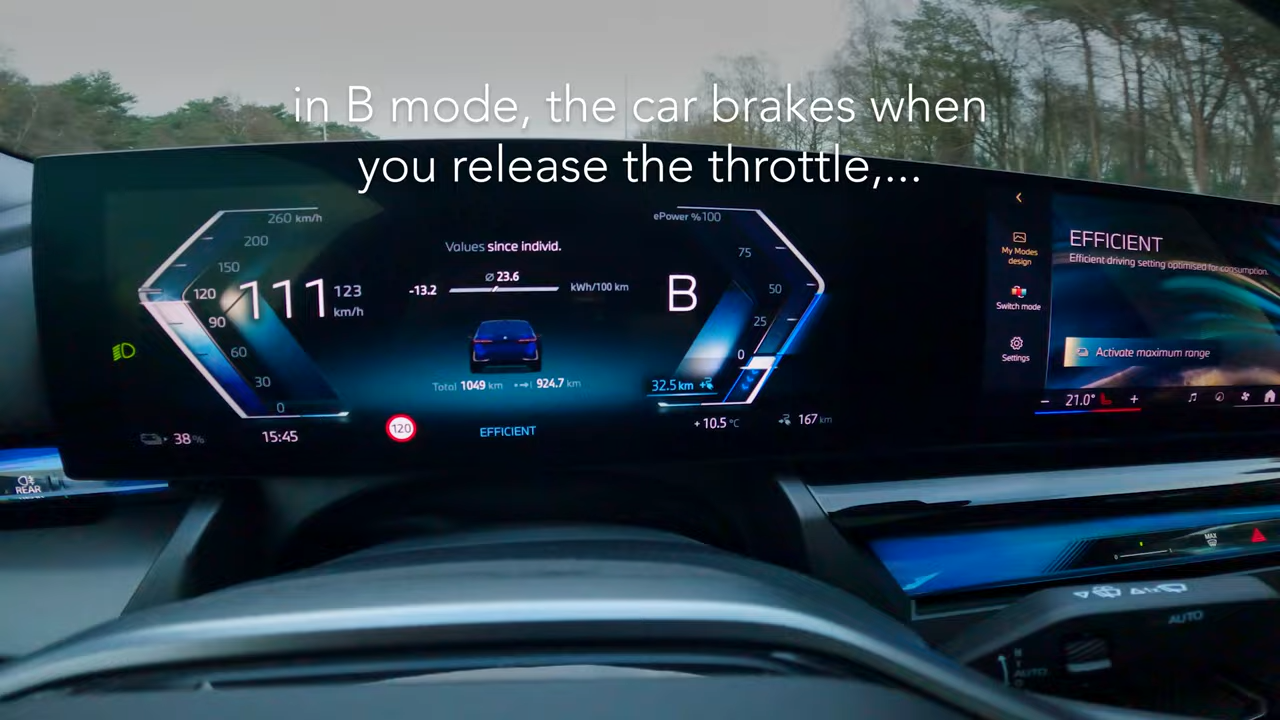 in B mode, the car brakes when
you release the throttle,...
260 km/h
200
150
120
90
60
30
0
111
123
km/h
Values since individ.
Ø 23.6
-13.2
kWh/100 km
Total 1049 km
924.7 km
ePower %100
75
50
25
0
B
32.5 km
38 %
15:45
120
EFFICIENT
+10.5 °C
167 km
My Modes
design
Switch mode
Settings
EFFICIENT
Efficient driving setting optimised for consumption.
Activate maximum range
− 21.0° +
REAR
MAX
AUTO
AUTO